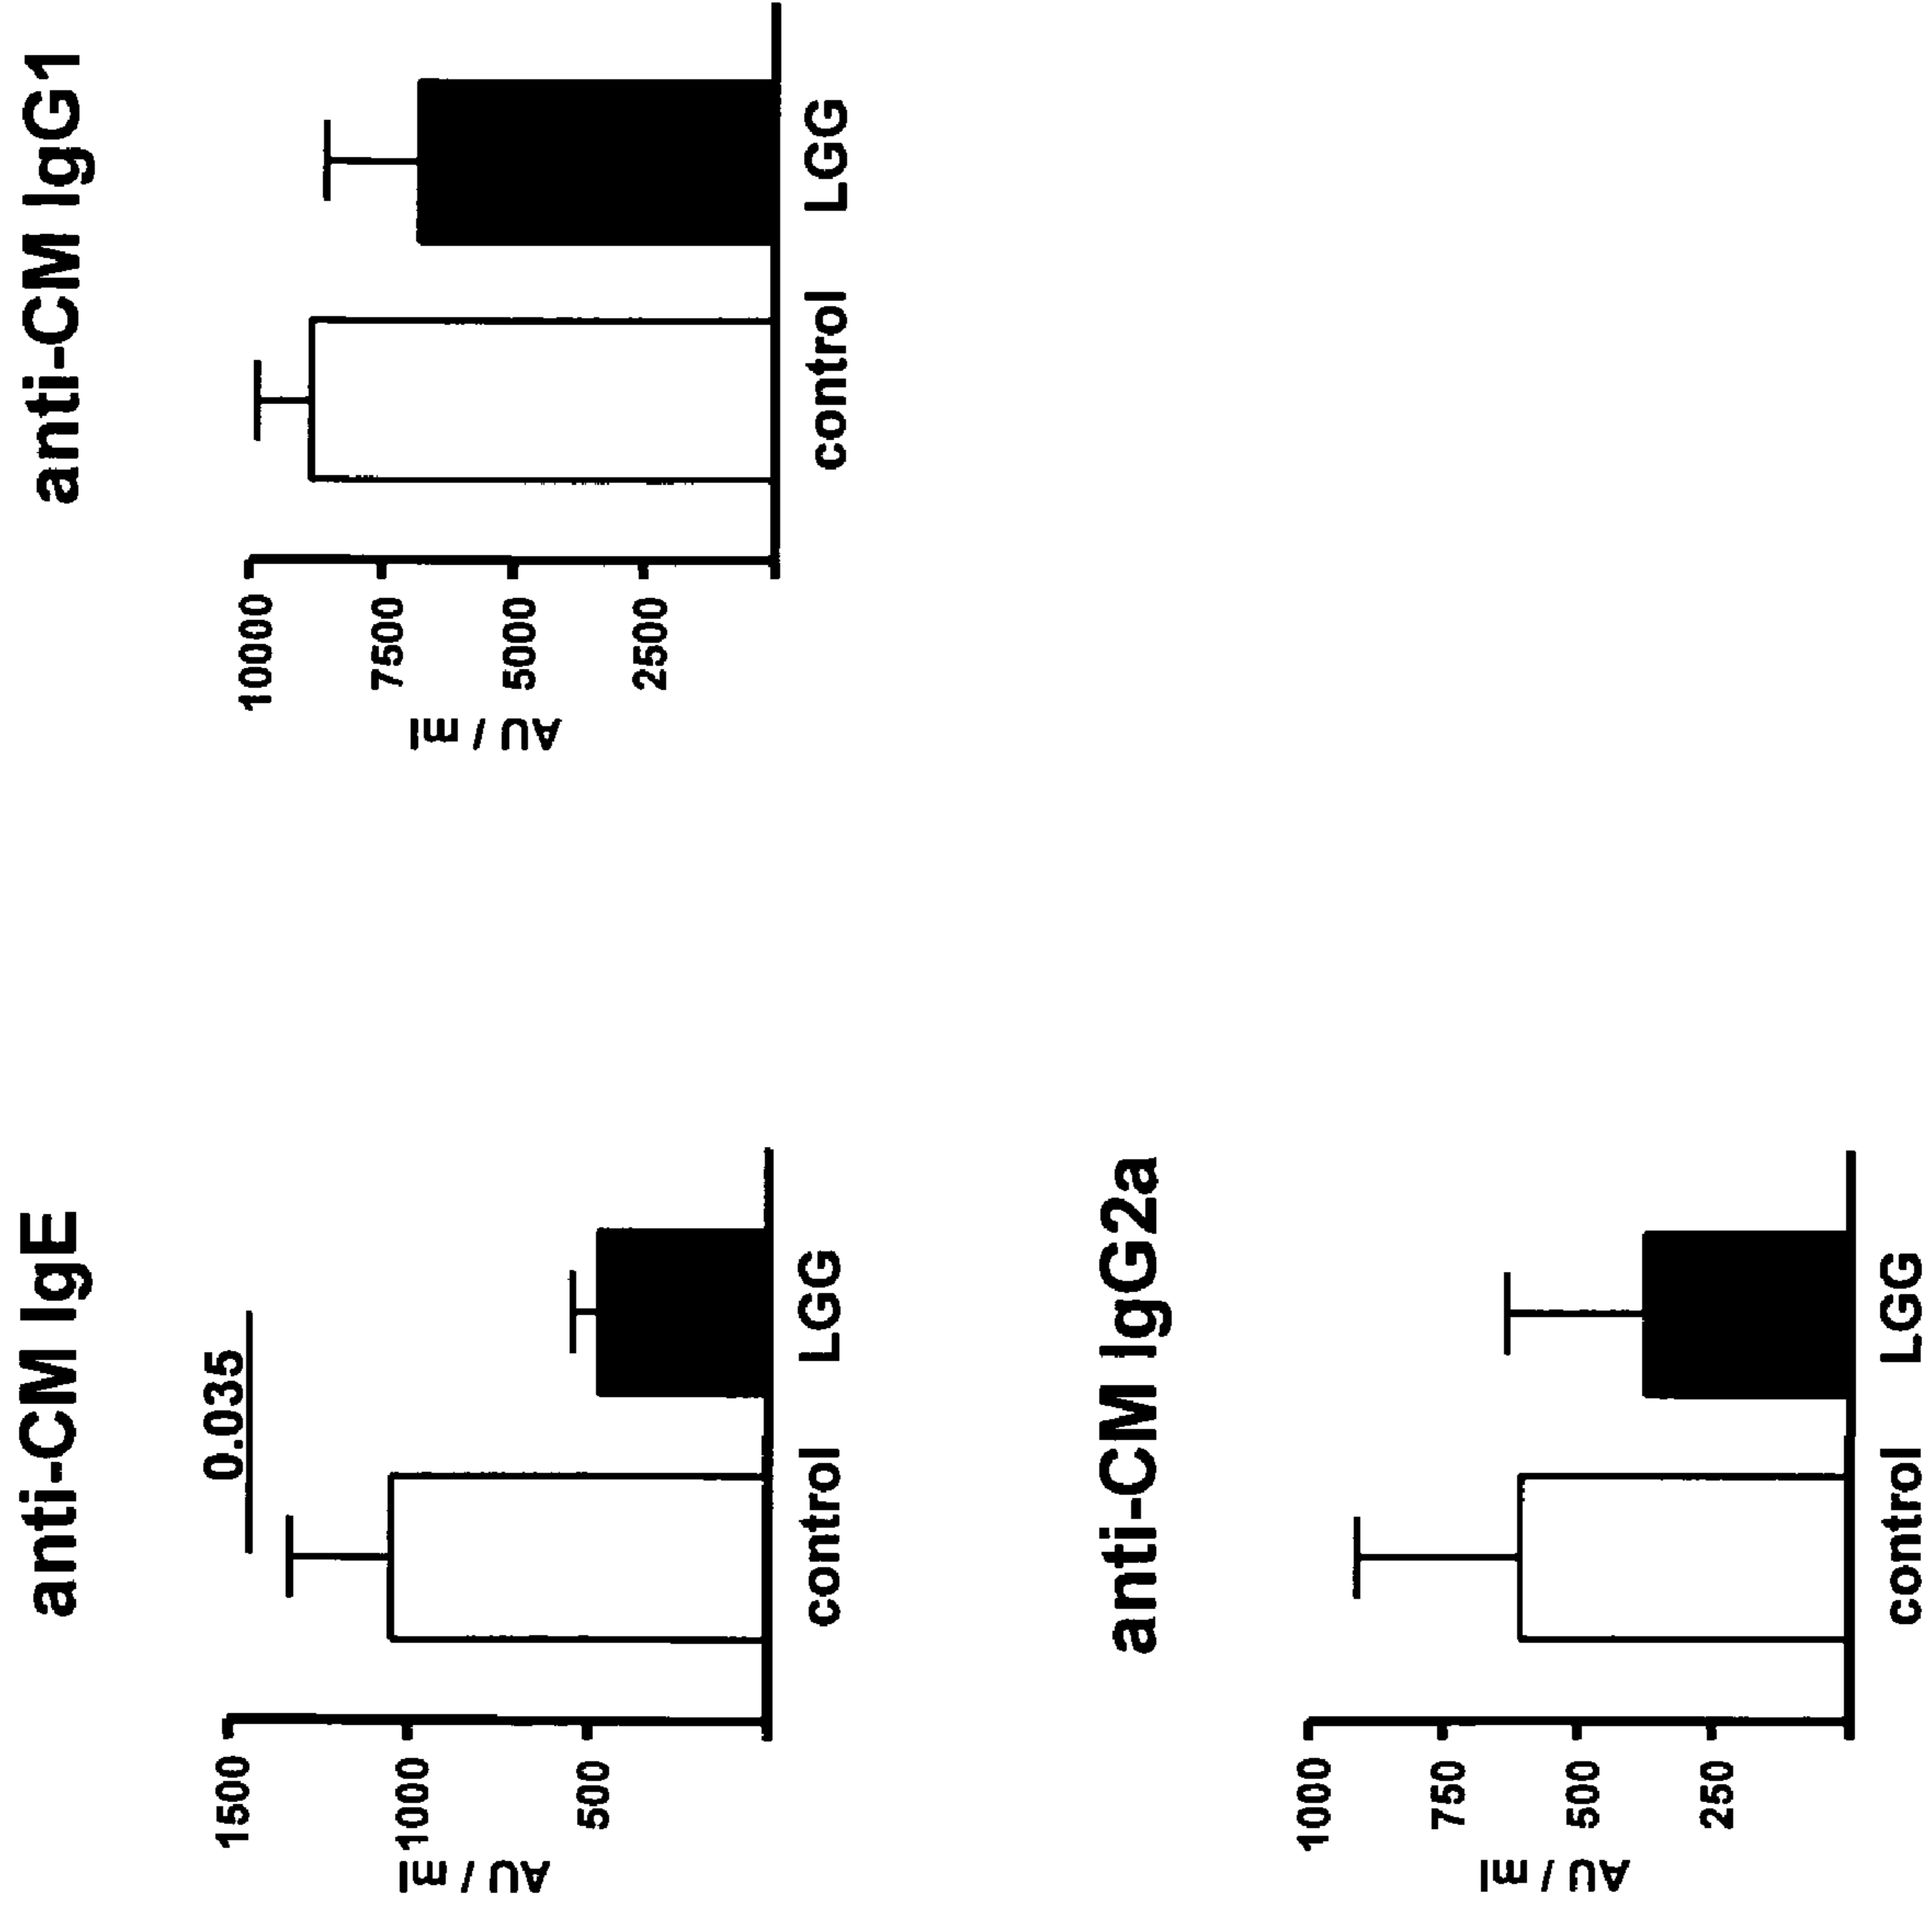 anti-CM IgE
0.035
1500
1000
500
AU / ml
control LGG
anti-CM IgG1
10000
7500
5000
2500
AU / ml
control LGG
anti-CM IgG2a
1000
750
500
250
AU / ml
control LGG